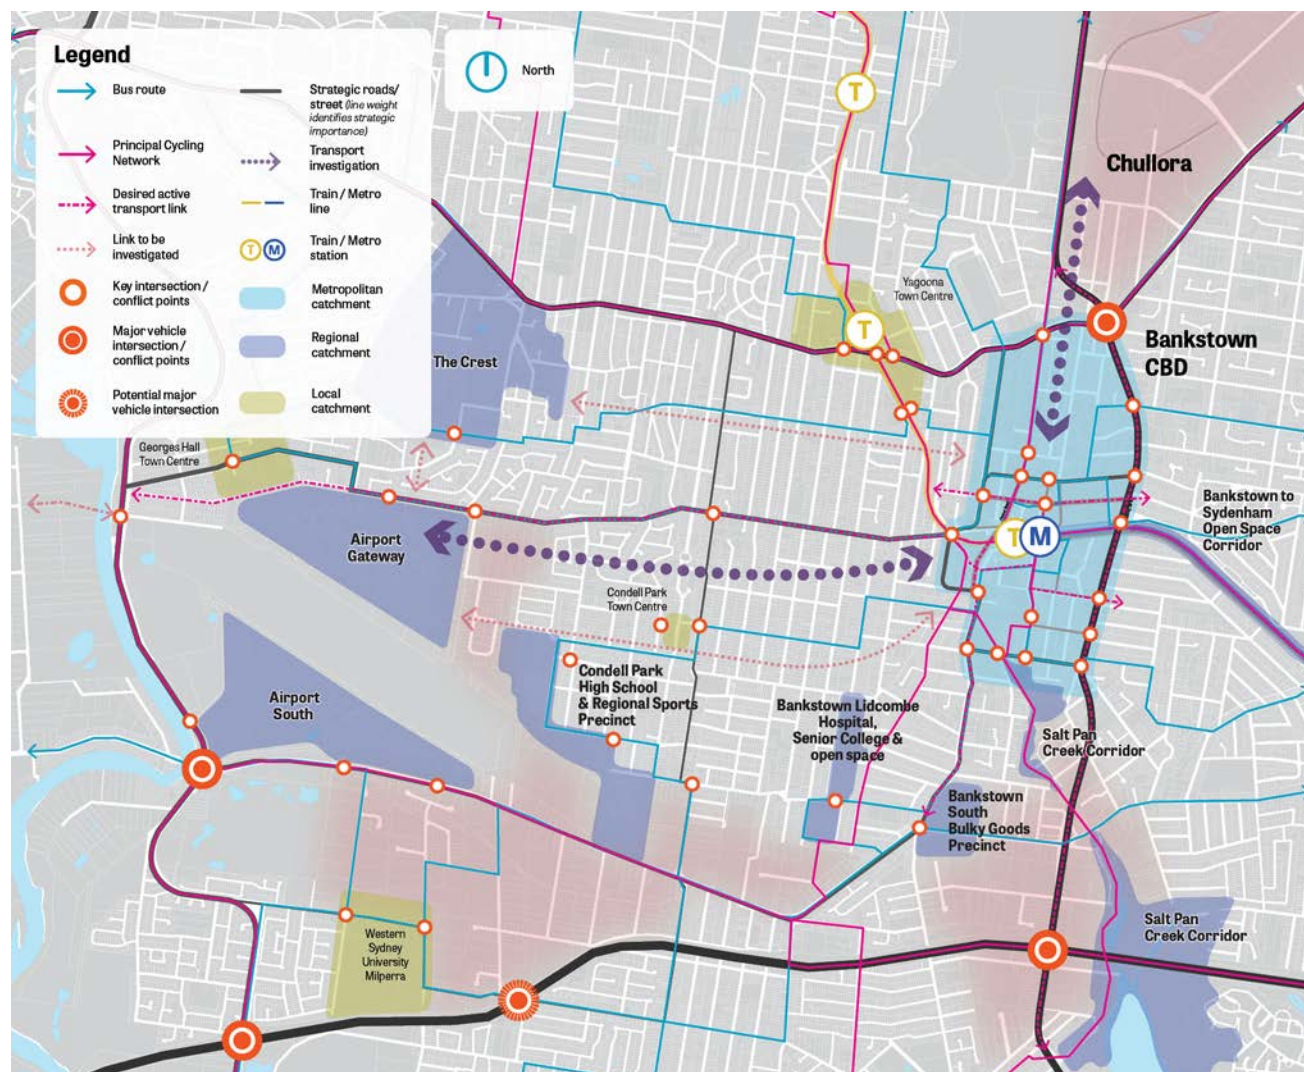 Legend
Bus route
Principal Cycling
Network
Desired active
transport link
Link to be
investigated
Key intersection /
conflict points
Major vehicle
intersection /
conflict points
Potential major
vehicle intersection
Strategic roads/
street (line weight
identifies strategic
importance)
Transport
investigation
Train / Metro
line
T M
Train / Metro
station
Metropolitan
catchment
Regional
catchment
Local
catchment
North
T
Chullora
Yagoona
Town Centre
T
Bankstown
CBD
The Crest
Georges Hall
Town Centre
Bankstown to
Sydenham
Open Space
Corridor
Airport
Gateway
T M
Condell Park
Town Centre
Condell Park
High School
& Regional Sports
Precinct
Airport
South
Bankstown Lidcombe
Hospital,
Senior College &
open space
Salt Pan
Creek Corridor
Bankstown
South
Bulky Goods
Precinct
Salt Pan
Creek Corridor
Western
Sydney
University
Milperra